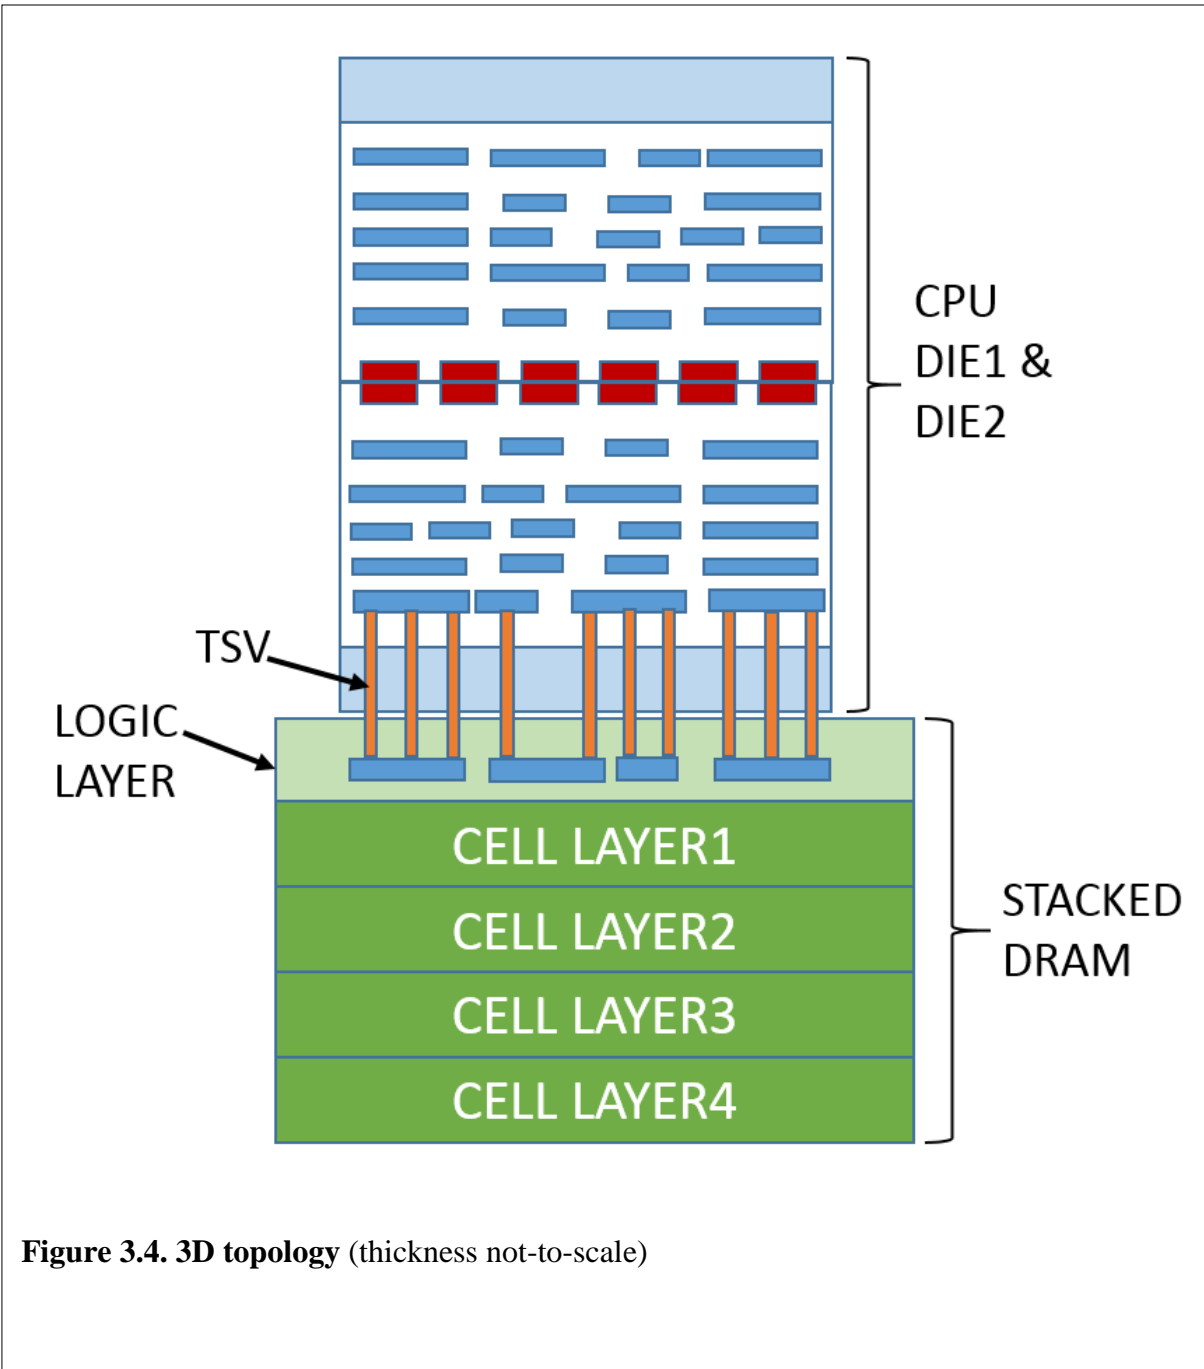 CPU
DIE1 &
DIE2
TSV
LOGIC
LAYER
CELL LAYER1
CELL LAYER2
CELL LAYER3
CELL LAYER4
STACKED
DRAM
Figure 3.4. 3D topology (thickness not-to-scale)